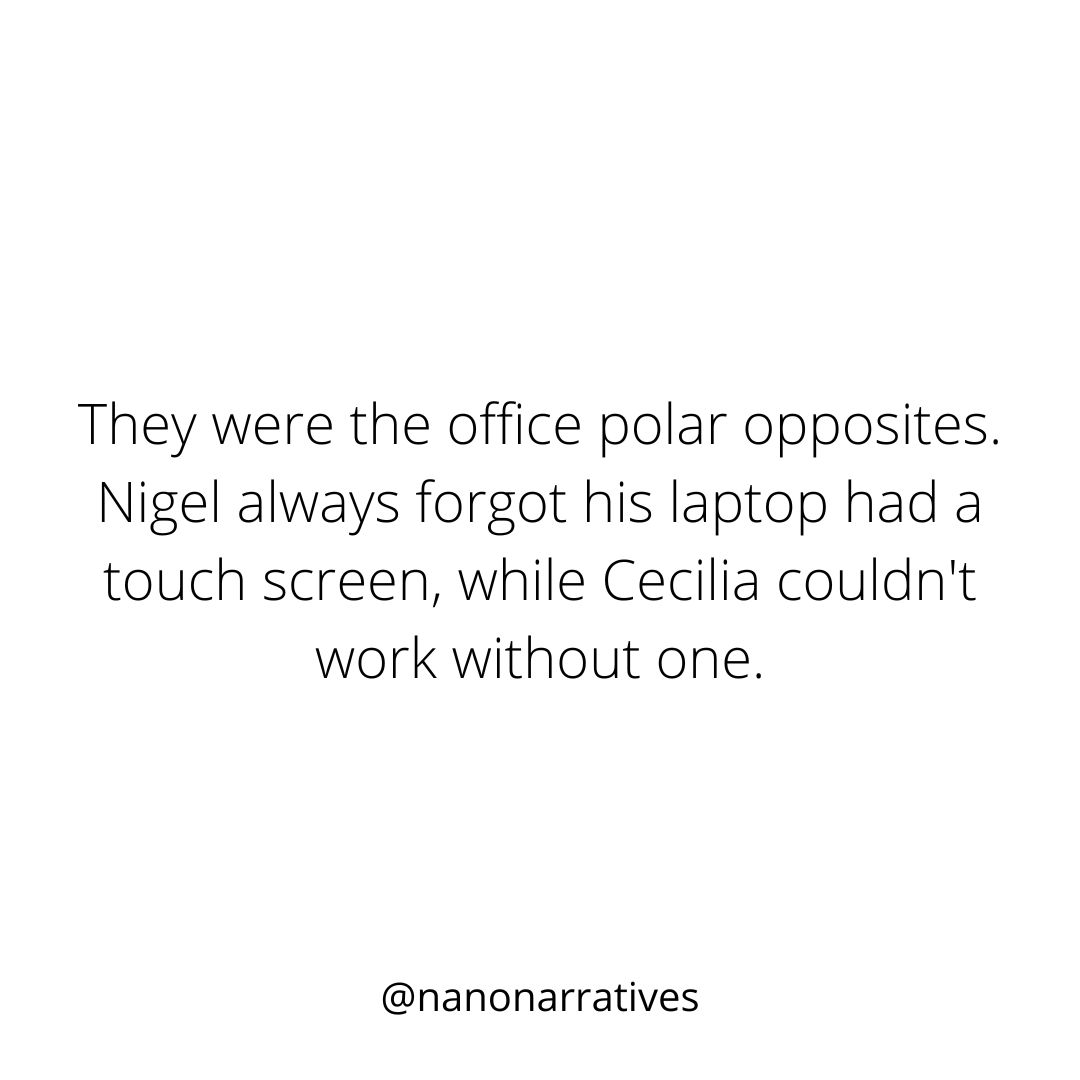 They were the office polar opposites.
Nigel always forgot his laptop had a
touch screen, while Cecilia couldn't
work without one.
@nanonarratives